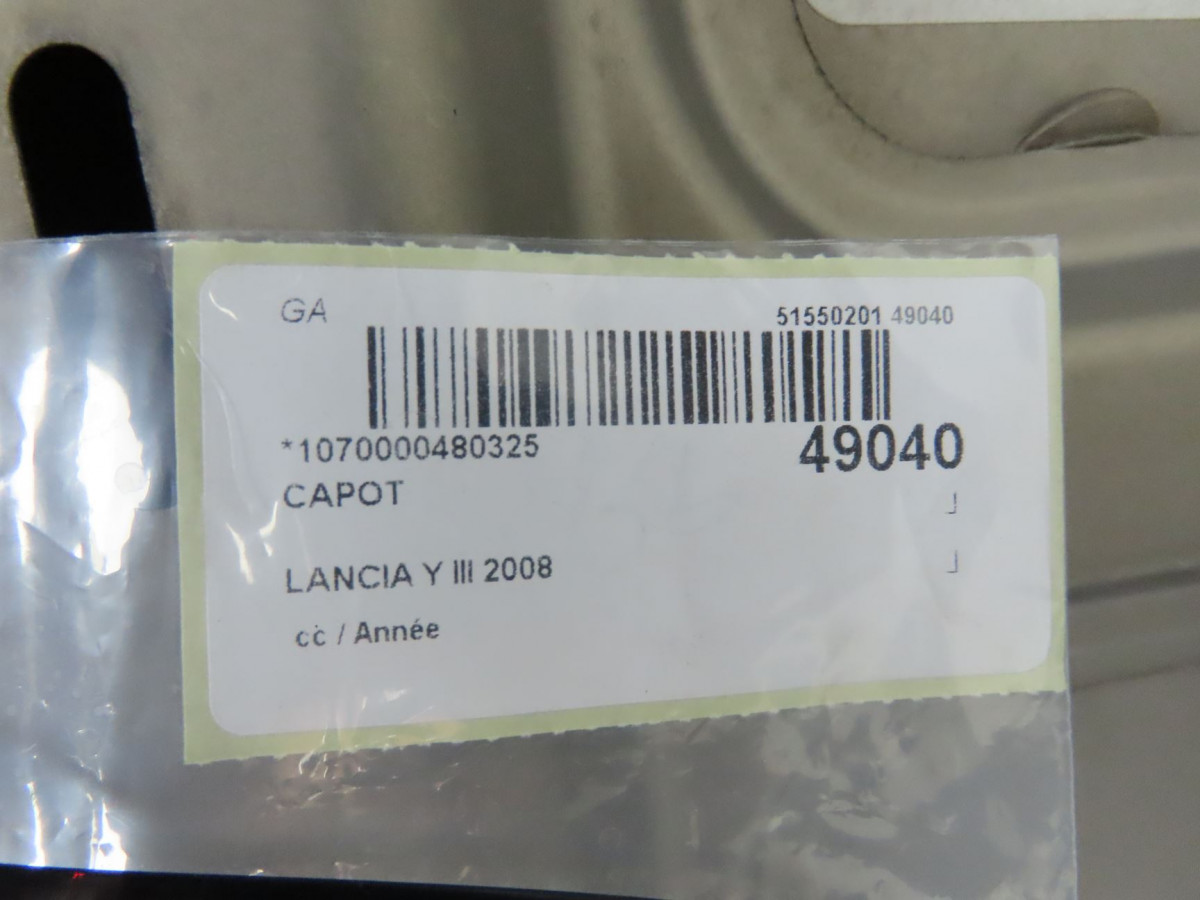 GA 51550201 49040
*1070000480325 49040
CAPOT
LANCIA Y III 2008
cc / Année